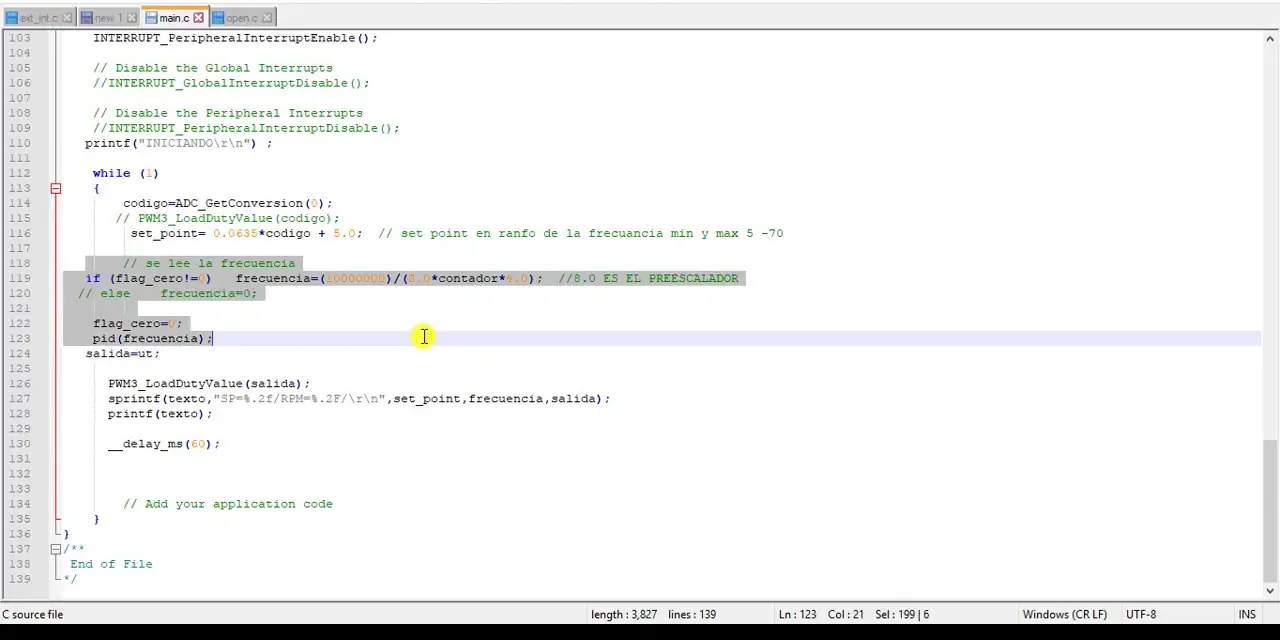 ext_int.c new 1 main.c open.c
103 INTERRUPT_PeripheralInterruptEnable();
104
105 // Disable the Global Interrupts
106 //INTERRUPT_GlobalInterruptDisable();
107
108 // Disable the Peripheral Interrupts
109 //INTERRUPT_PeripheralInterruptDisable();
110 printf("INICIANDO\r\n") ;
111
112 while (1)
113 {
114 codigo=ADC_GetConversion(0);
115 // PWM3_LoadDutyValue(codigo);
116 set_point= 0.0635*codigo + 5.0; // set point en ranfo de la frecuancia min y max 5 -70
117
118 // se lee la frecuencia
119 if (flag_cero!=0) frecuencia=(10000000)/(8.0*contador*4.0); //8.0 ES EL PREESCALADOR
120 // else frecuencia=0;
121
122 flag_cero=0;
123 pid(frecuencia);
124 salida=ut;
125
126 PWM3_LoadDutyValue(salida);
127 sprintf(texto,"SP=%.2f/RPM=%.2F/\r\n",set_point,frecuencia,salida);
128 printf(texto);
129
130 __delay_ms(60);
131
132
133
134 // Add your application code
135 }
136 }
137 /**
138 End of File
139 */
C source file length : 3,827 lines : 139 Ln : 123 Col : 21 Sel : 199 | 6 Windows (CR LF) UTF-8 INS